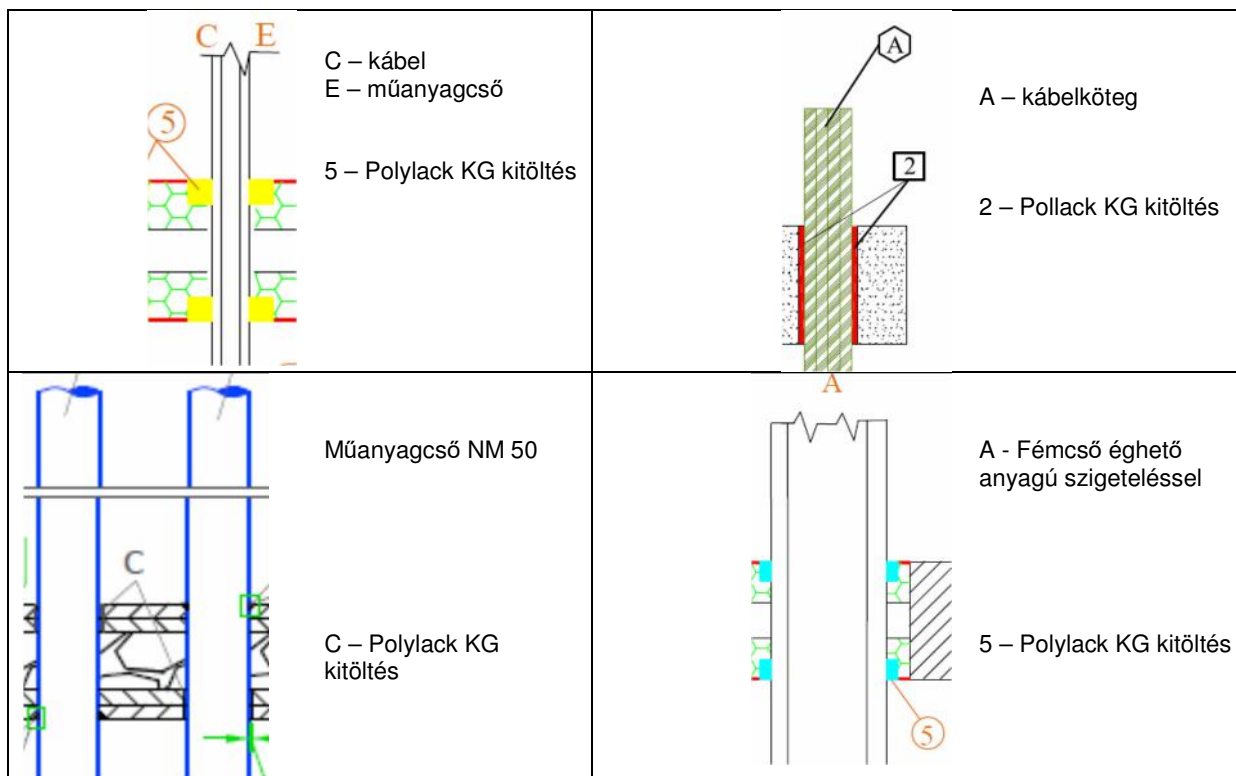 C E
C – kábel
E – műanyagcső
5
5 – Polylack KG kitöltés
A
A – kábelköteg
2
2 – Pollack KG kitöltés
Műanyagcső NM 50
C
C – Polylack KG
kitöltés
A
A - Fémcső éghető
anyagú szigeteléssel
5 – Polylack KG kitöltés
5